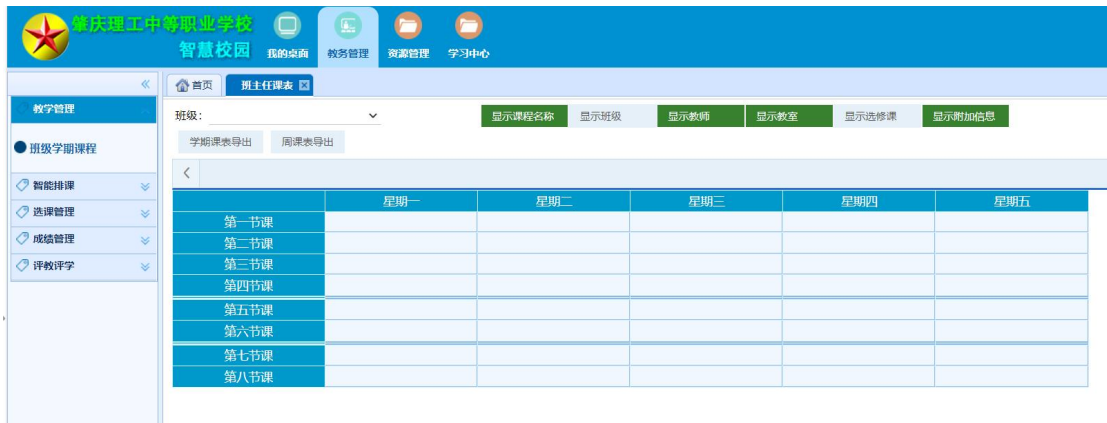 肇庆理工中等职业学校
智慧校园
我的桌面 教务管理 资源管理 学习中心
首页 班主任课表
教学管理
班级学期课程
智能排课
选课管理
成绩管理
评教评学
班级: 显示课程名称 显示班级 显示教师 显示教室 显示选修课 显示附加信息
学期课表导出 周课表导出
星期一 星期二 星期三 星期四 星期五
第一节课
第二节课
第三节课
第四节课
第五节课
第六节课
第七节课
第八节课